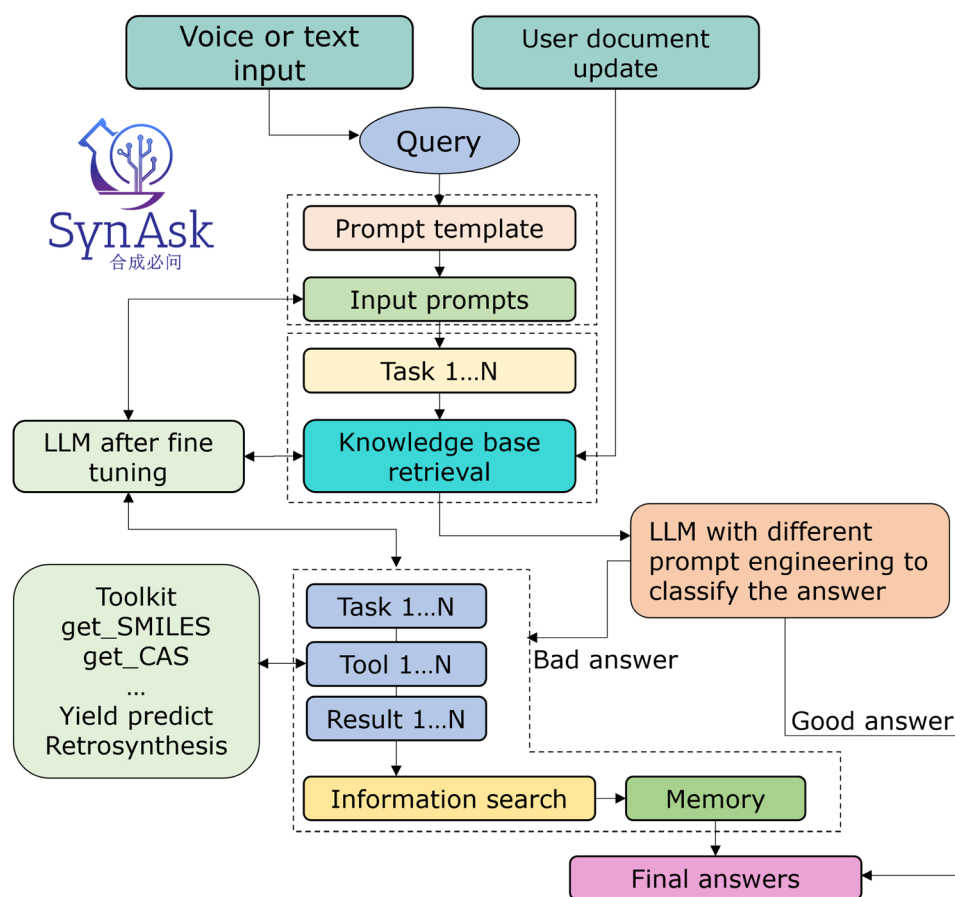 Voice or text
input
User document
update
Query
SynAsk
合成必问
Prompt template
Input prompts
Task 1...N
LLM after fine
tuning
Knowledge base
retrieval
LLM with different
prompt engineering to
classify the answer
Toolkit
get_SMILES
get_CAS
...
Yield predict
Retrosynthesis
Task 1...N
Tool 1...N
Result 1...N
Bad answer
Good answer
Information search
Memory
Final answers